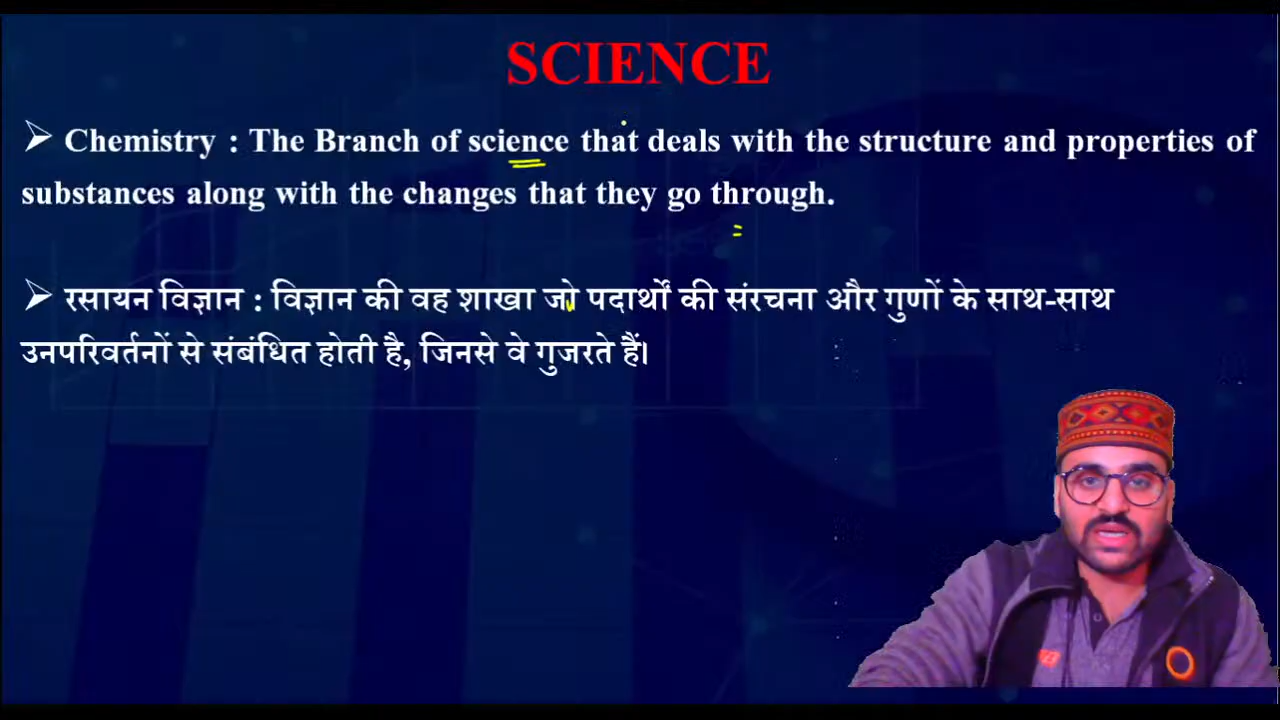 SCIENCE
➢ Chemistry : The Branch of science that deals with the structure and properties of
substances along with the changes that they go through.
➢ रसायन विज्ञान : विज्ञान की वह शाखा जो पदार्थों की संरचना और गुणों के साथ-साथ
उनपरिवर्तनों से संबंधित होती है, जिनसे वे गुजरते हैं।